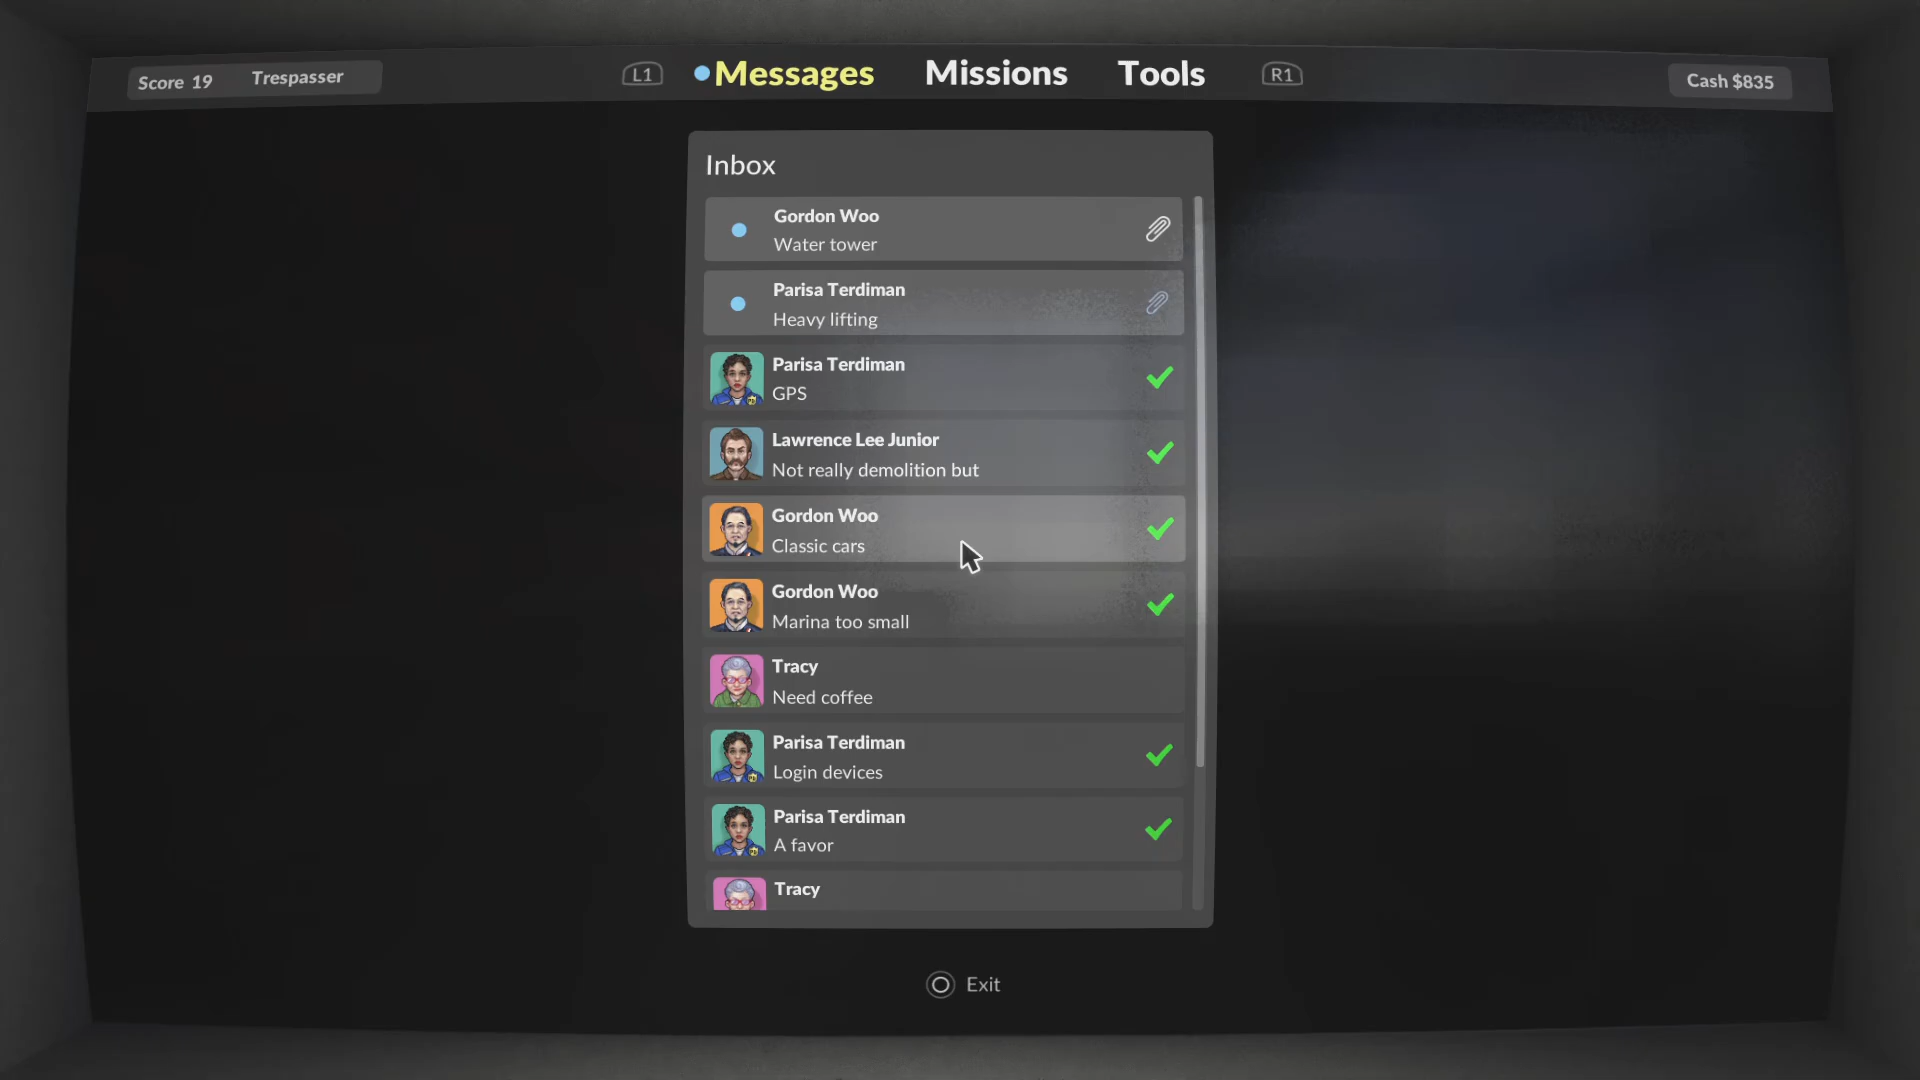 Score 19 Trespasser
L1 Messages Missions Tools R1
Cash $835
Inbox
Gordon Woo
Water tower
Parisa Terdiman
Heavy lifting
Parisa Terdiman
GPS
Lawrence Lee Junior
Not really demolition but
Gordon Woo
Classic cars
Gordon Woo
Marina too small
Tracy
Need coffee
Parisa Terdiman
Login devices
Parisa Terdiman
A favor
Tracy
Exit